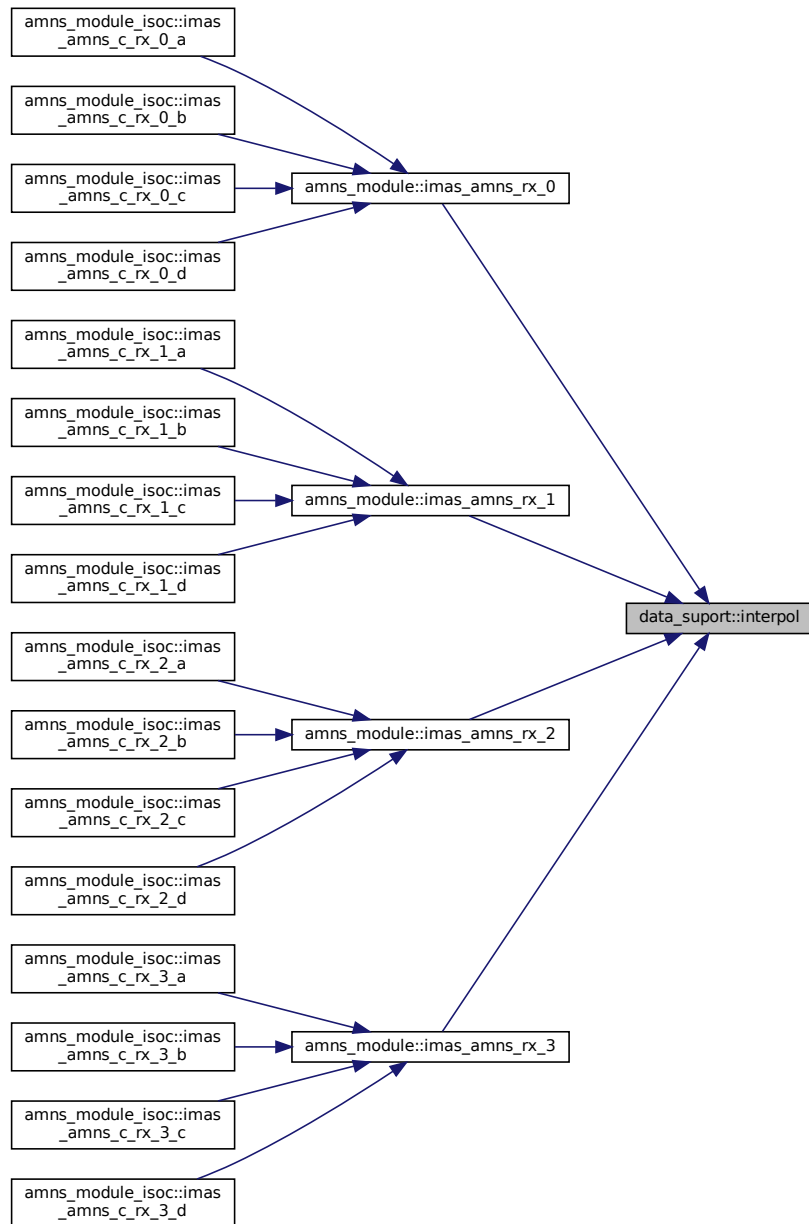 amns_module_isoc::imas
_amns_c_rx_0_a
amns_module_isoc::imas
_amns_c_rx_0_b
amns_module_isoc::imas
_amns_c_rx_0_c
amns_module_isoc::imas
_amns_c_rx_0_d
amns_module::imas_amns_rx_0
amns_module_isoc::imas
_amns_c_rx_1_a
amns_module_isoc::imas
_amns_c_rx_1_b
amns_module_isoc::imas
_amns_c_rx_1_c
amns_module_isoc::imas
_amns_c_rx_1_d
amns_module::imas_amns_rx_1
data_suport::interpol
amns_module_isoc::imas
_amns_c_rx_2_a
amns_module_isoc::imas
_amns_c_rx_2_b
amns_module_isoc::imas
_amns_c_rx_2_c
amns_module_isoc::imas
_amns_c_rx_2_d
amns_module::imas_amns_rx_2
amns_module_isoc::imas
_amns_c_rx_3_a
amns_module_isoc::imas
_amns_c_rx_3_b
amns_module_isoc::imas
_amns_c_rx_3_c
amns_module_isoc::imas
_amns_c_rx_3_d
amns_module::imas_amns_rx_3